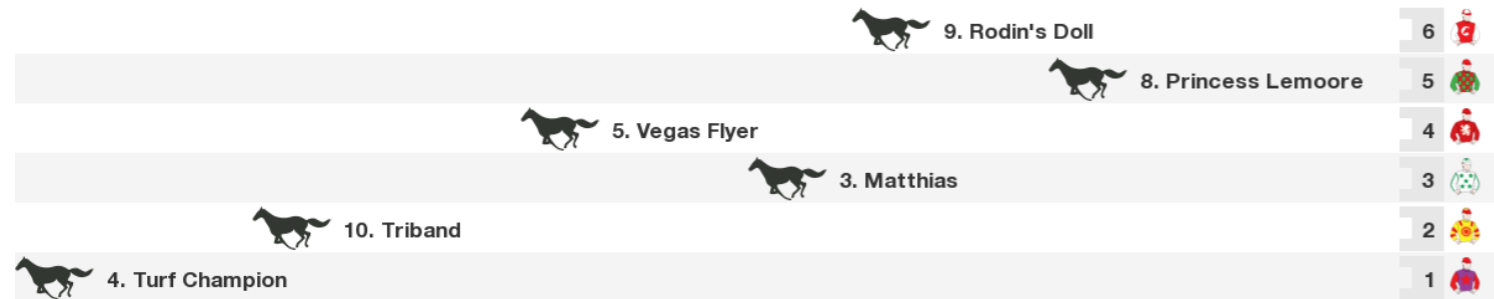 9. Rodin's Doll 6
8. Princess Lemoore 5
5. Vegas Flyer 4
3. Matthias 3
10. Triband 2
4. Turf Champion 1